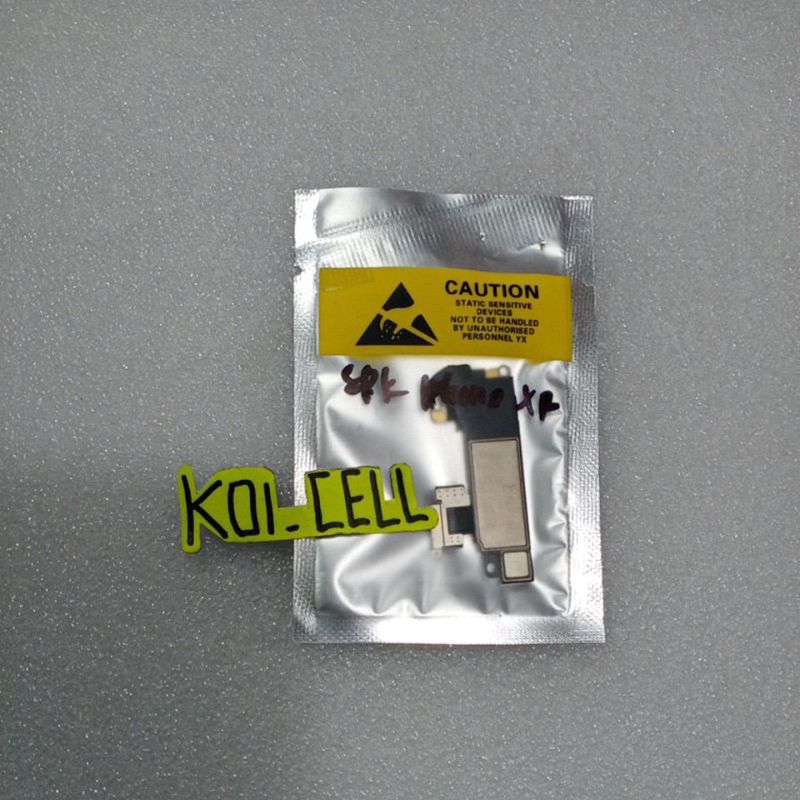 CAUTION
STATIC SENSITIVE
DEVICES
NOT TO BE HANDLED
BY UNAUTHORISED
PERSONNEL YX
SPK iPhone XR
KOI-CELL